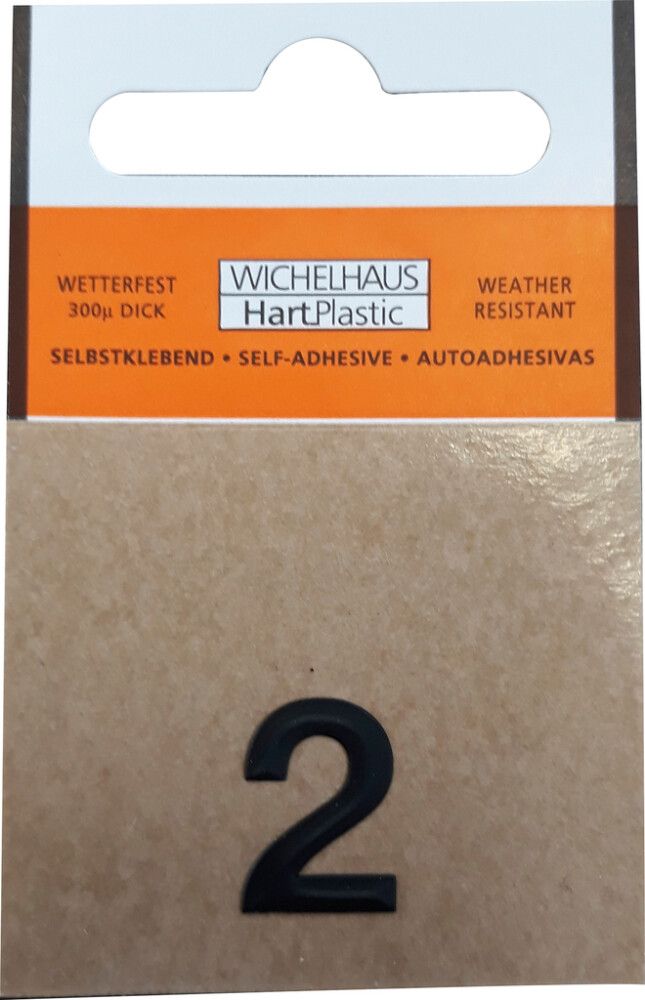 WETTERFEST
300µ DICK
WICHELHAUS
HartPlastic
WEATHER
RESISTANT
SELBSTKLEBEND • SELF-ADHESIVE • AUTOADHESIVAS
2